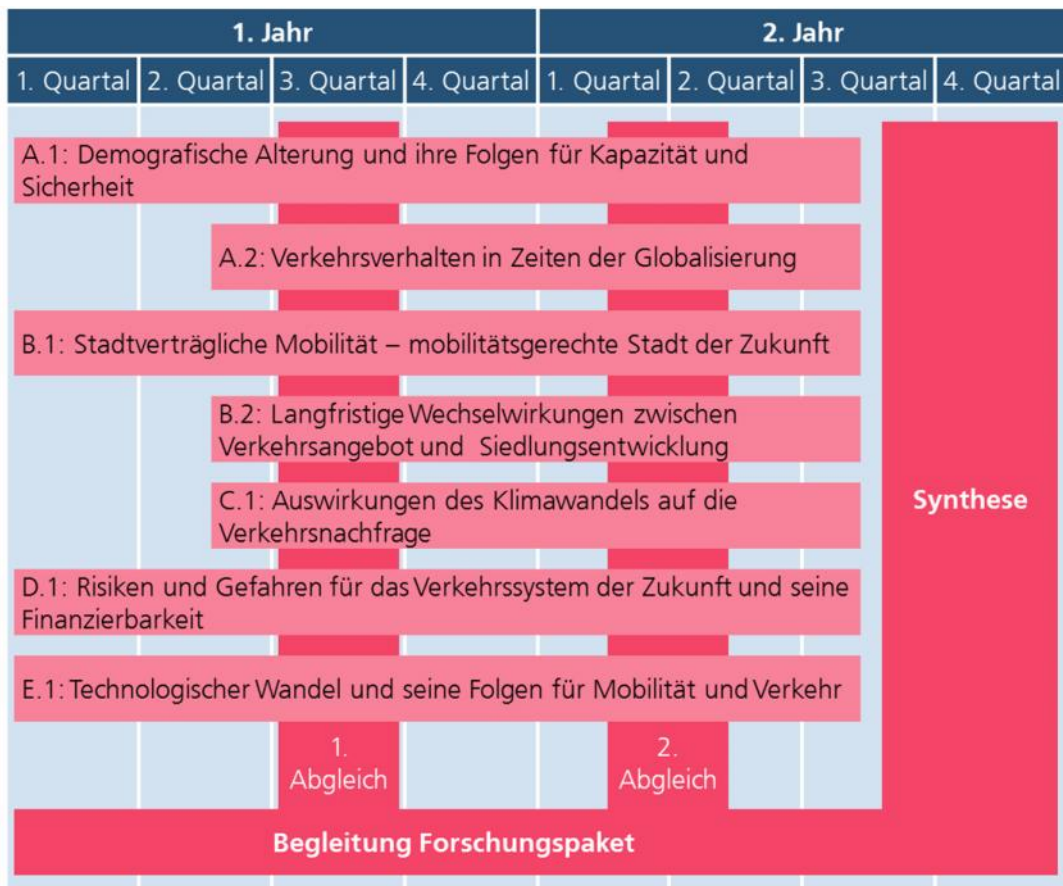 1. Jahr
2. Jahr
1. Quartal
2. Quartal
3. Quartal
4. Quartal
1. Quartal
2. Quartal
3. Quartal
4. Quartal
A.1: Demografische Alterung und ihre Folgen für Kapazität und
Sicherheit
A.2: Verkehrsverhalten in Zeiten der Globalisierung
B.1: Stadtverträgliche Mobilität – mobilitätsgerechte Stadt der Zukunft
B.2: Langfristige Wechselwirkungen zwischen
Verkehrsangebot und Siedlungsentwicklung
C.1: Auswirkungen des Klimawandels auf die
Verkehrsnachfrage
Synthese
D.1: Risiken und Gefahren für das Verkehrssystem der Zukunft und seine
Finanzierbarkeit
E.1: Technologischer Wandel und seine Folgen für Mobilität und Verkehr
1.
Abgleich
2.
Abgleich
Begleitung Forschungspaket